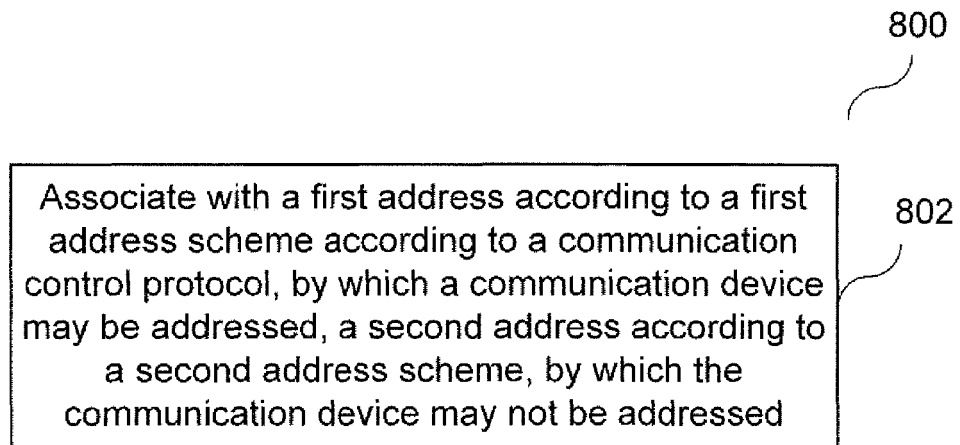 800
Associate with a first address according to a first
address scheme according to a communication
control protocol, by which a communication device
may be addressed, a second address according to
a second address scheme, by which the
communication device may not be addressed
802